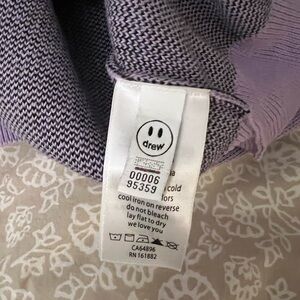 drew
00006
95359
cold
cool iron on reverse
do not bleach
lay flat to dry
we love you
CA64896
RN 161882